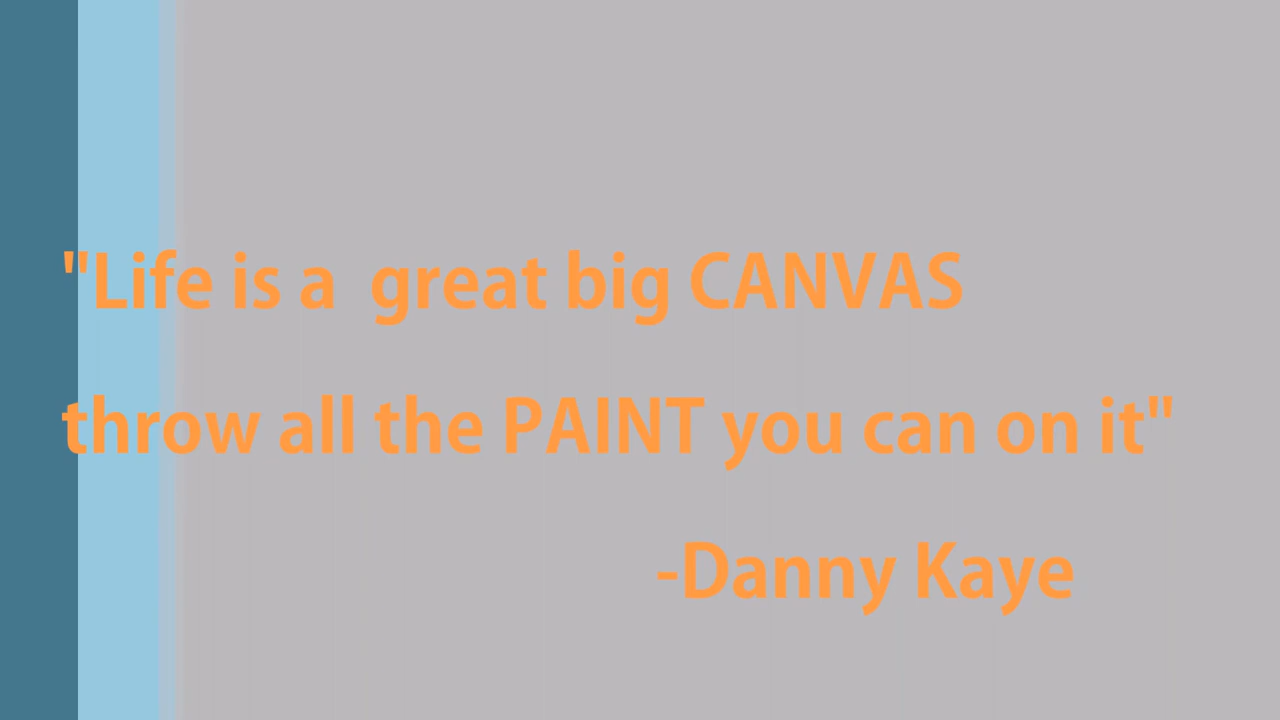 "Life is a  great big CANVAS
throw all the PAINT you can on it"
-Danny Kaye